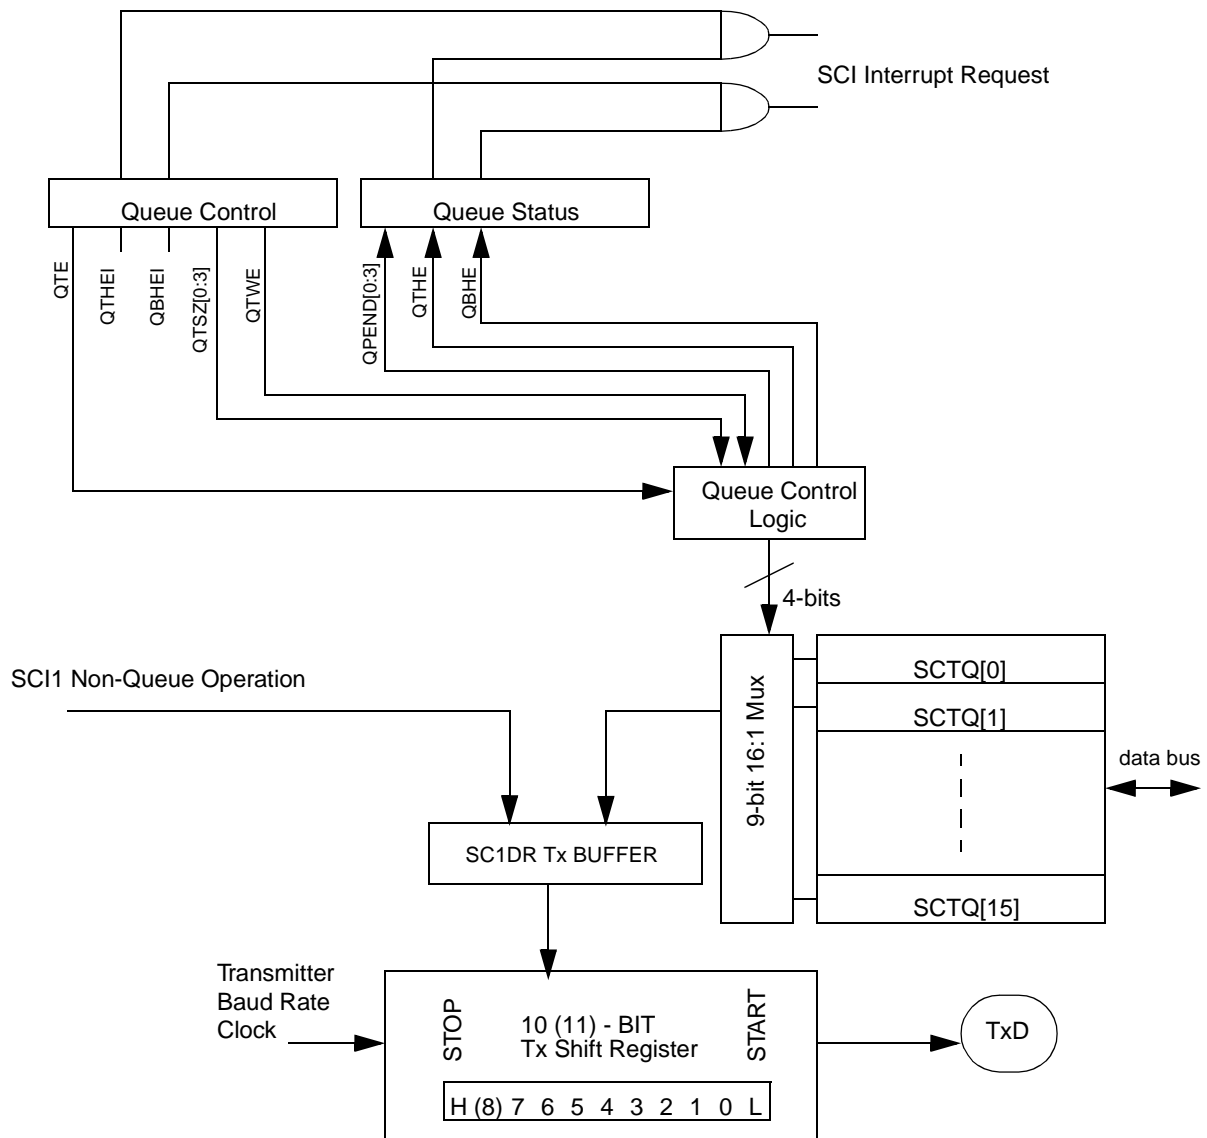 SCI Interrupt Request
Queue Control
Queue Status
QTE
QTHEI
QBHEI
QTSZ[0:3]
QTWE
QPEND[0:3]
QTHE
QBHE
Queue Control
Logic
4-bits
SCI1 Non-Queue Operation
9-bit 16:1 Mux
SCTQ[0]
SCTQ[1]
data bus
SC1DR Tx BUFFER
SCTQ[15]
Transmitter
Baud Rate
Clock
STOP
10 (11) - BIT
Tx Shift Register
START
TxD
H (8) 7 6 5 4 3 2 1 0 L